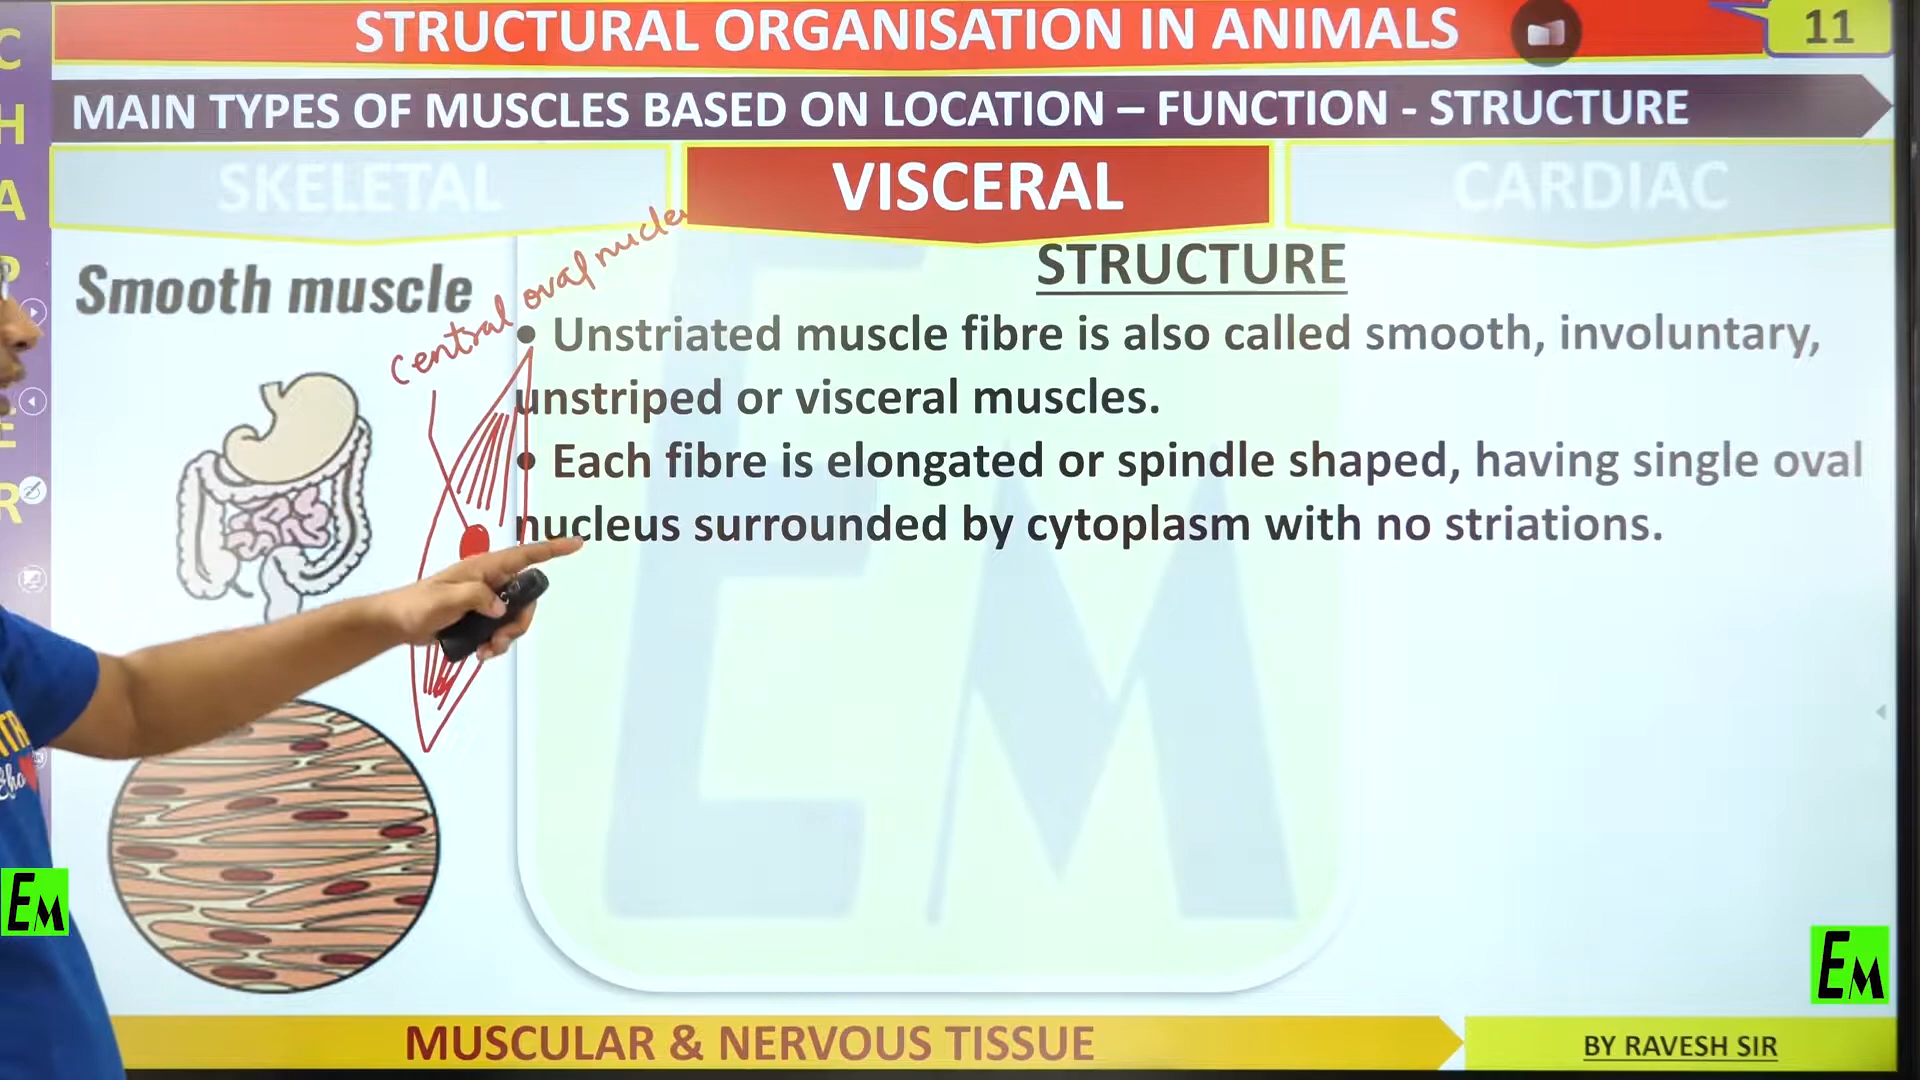 STRUCTURAL ORGANISATION IN ANIMALS
11
MAIN TYPES OF MUSCLES BASED ON LOCATION – FUNCTION - STRUCTURE
SKELETAL
VISCERAL
CARDIAC
CHAPTER
Smooth muscle
central oval
STRUCTURE
• Unstriated muscle fibre is also called smooth, involuntary,
unstriped or visceral muscles.
• Each fibre is elongated or spindle shaped, having single oval
nucleus surrounded by cytoplasm with no striations.
EM
EM
EM
MUSCULAR & NERVOUS TISSUE
BY RAVESH SIR